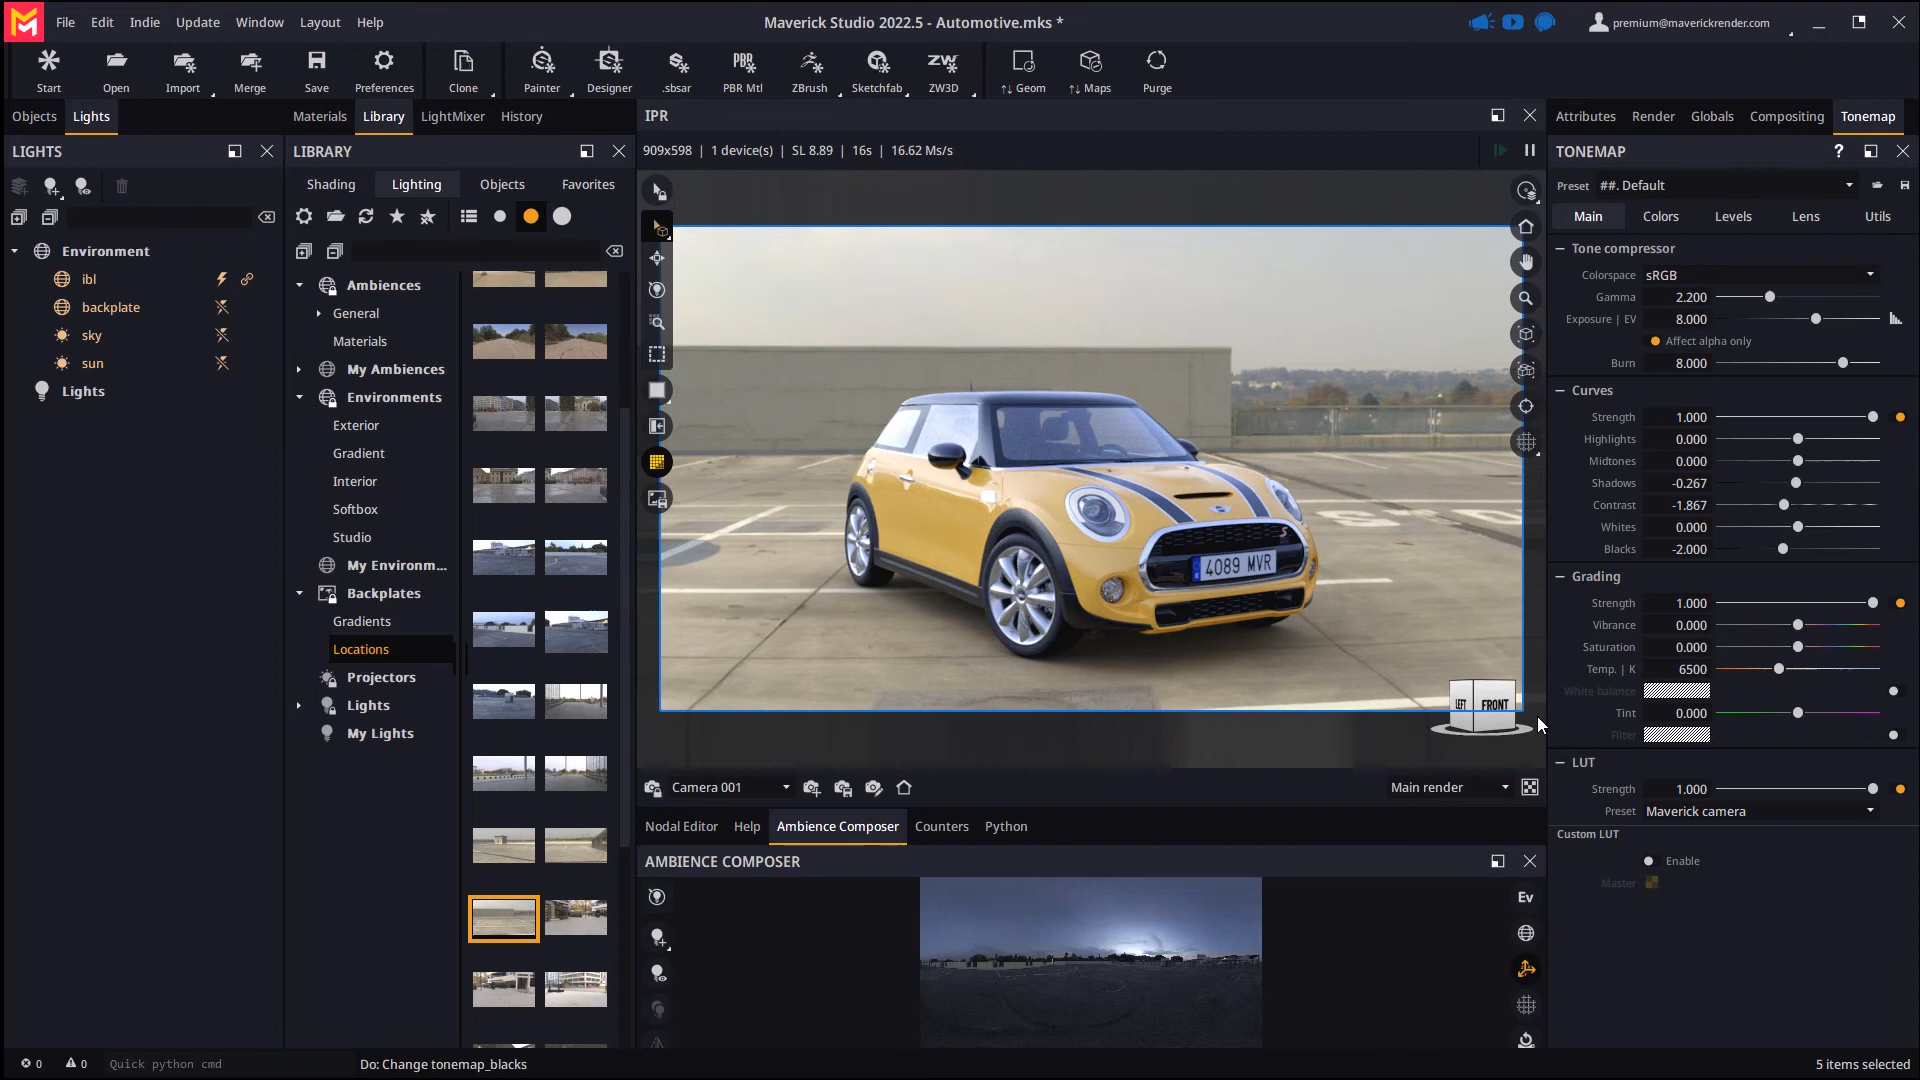 File Edit Indie Update Window Layout Help
Maverick Studio 2022.5 - Automotive.mks *
premium@maverickrender.com
Start Open Import Merge Save Preferences Clone Painter Designer .sbsar PBR Mtl ZBrush Sketchfab ZW3D ↑↓ Geom ↑↓ Maps Purge
PBR
ZW
Objects Lights
Materials Library LightMixer History
IPR
Attributes Render Globals Compositing Tonemap
LIGHTS
LIBRARY
909x598 | 1 device(s) | SL 8.89 | 16s | 16.62 Ms/s
TONEMAP
?
Shading Lighting Objects Favorites
Preset ##. Default
Main Colors Levels Lens Utils
Environment
ibl
backplate
sky
sun
Lights
Ambiences
General
Materials
My Ambiences
Environments
Exterior
Gradient
Interior
Softbox
Studio
My Environm...
Backplates
Gradients
Locations
Projectors
Lights
My Lights
4089 MVR
S
LEFT FRONT
Tone compressor
Colorspace sRGB
Gamma 2.200
Exposure | EV 8.000
Affect alpha only
Burn 8.000
Curves
Strength 1.000
Highlights 0.000
Midtones 0.000
Shadows -0.267
Contrast -1.867
Whites 0.000
Blacks -2.000
Grading
Strength 1.000
Vibrance 0.000
Saturation 0.000
Temp. | K 6500
White balance
Tint 0.000
Filter
LUT
Strength 1.000
Preset Maverick camera
Custom LUT
Enable
Master
Camera 001
Main render
Nodal Editor Help Ambience Composer Counters Python
AMBIENCE COMPOSER
Ev
0 0 Quick python cmd
Do: Change tonemap_blacks
5 items selected